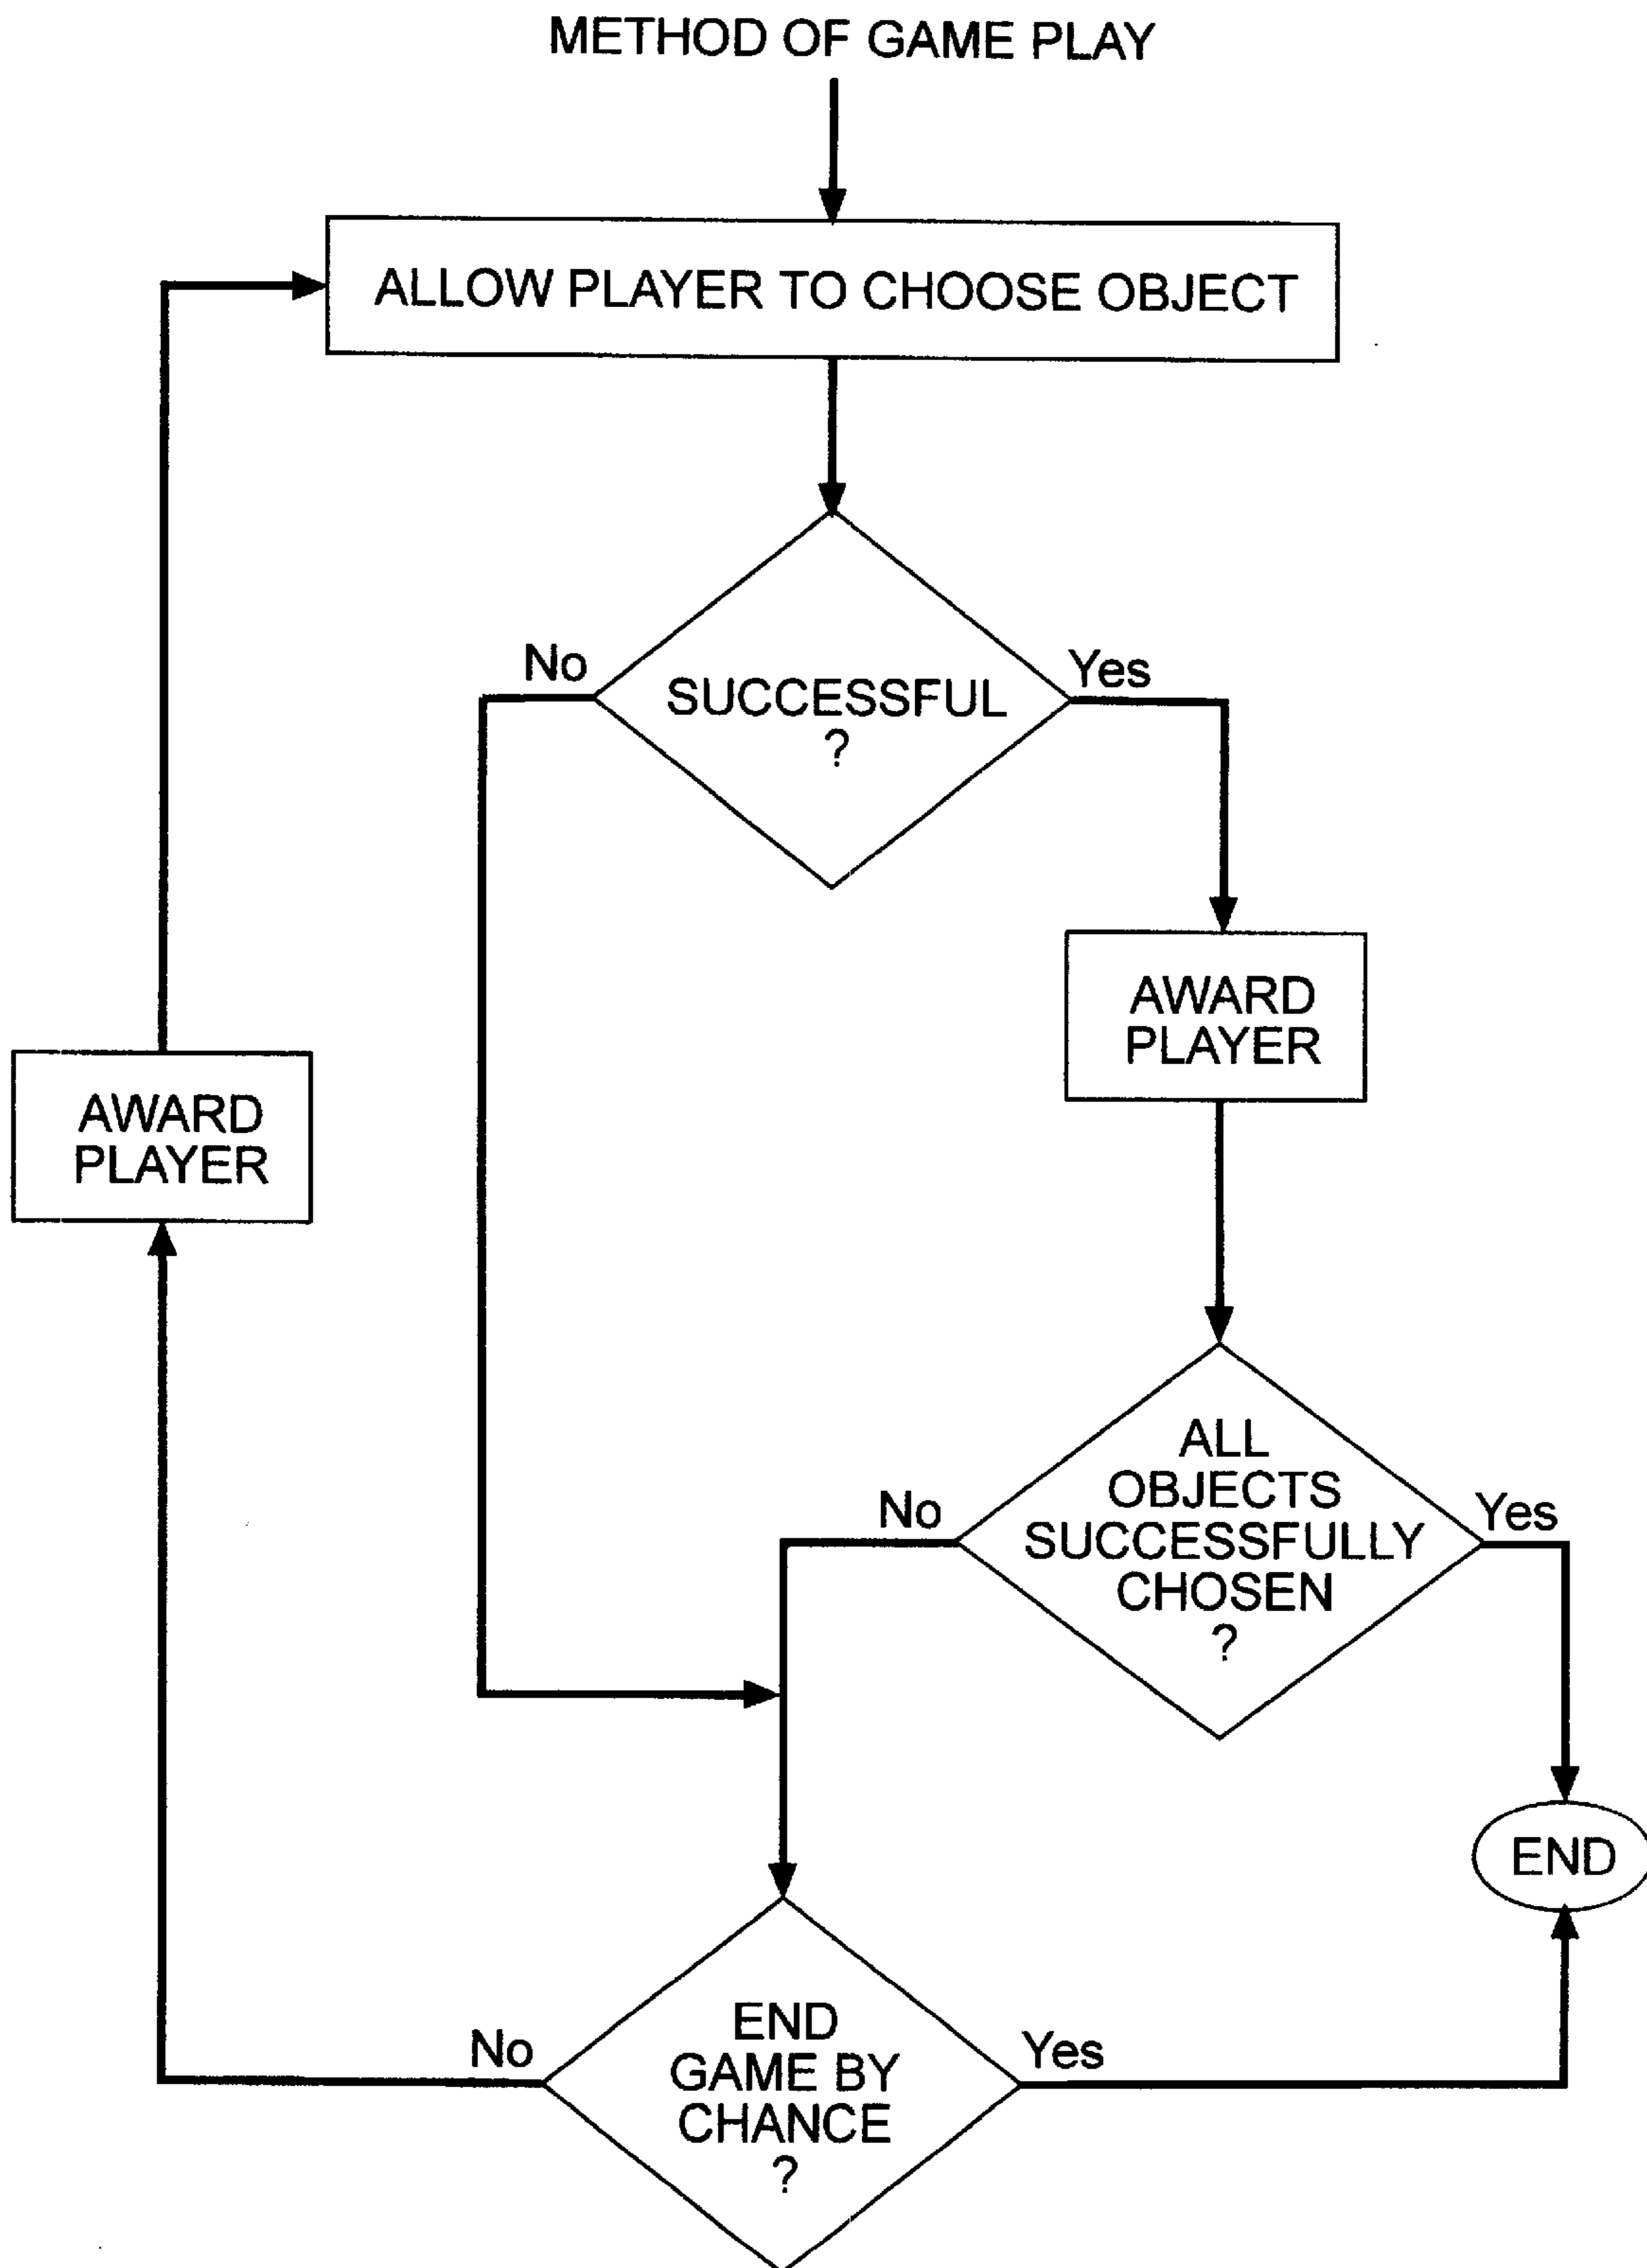 METHOD OF GAME PLAY
ALLOW PLAYER TO CHOOSE OBJECT
No
Yes
SUCCESSFUL
?
AWARD
PLAYER
AWARD
PLAYER
ALL
OBJECTS
SUCCESSFULLY
CHOSEN
?
No
Yes
END
END
GAME BY
CHANCE
?
No
Yes